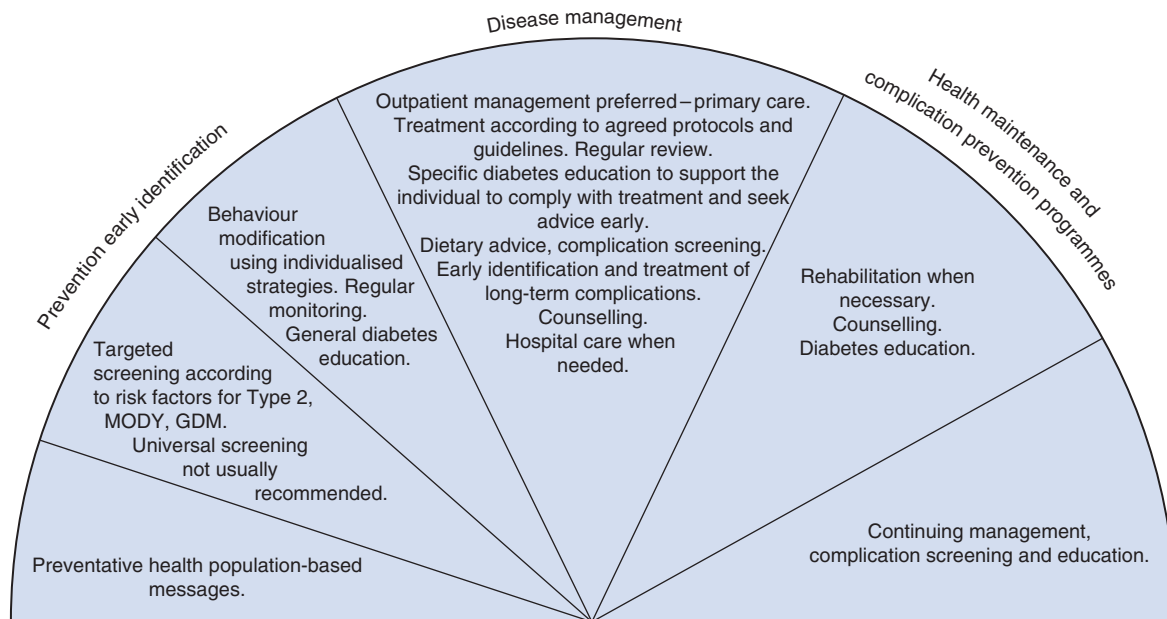 Disease management
Prevention early identification
Health maintenance and
complication prevention programmes
Preventative health population-based
messages.
Targeted
screening according
to risk factors for Type 2,
MODY, GDM.
Universal screening
not usually
recommended.
Behaviour
modification
using individualised
strategies. Regular
monitoring.
General diabetes
education.
Outpatient management preferred–primary care.
Treatment according to agreed protocols and
guidelines. Regular review.
Specific diabetes education to support the
individual to comply with treatment and seek
advice early.
Dietary advice, complication screening.
Early identification and treatment of
long-term complications.
Counselling.
Hospital care when
needed.
Rehabilitation when
necessary.
Counselling.
Diabetes education.
Continuing management,
complication screening and education.